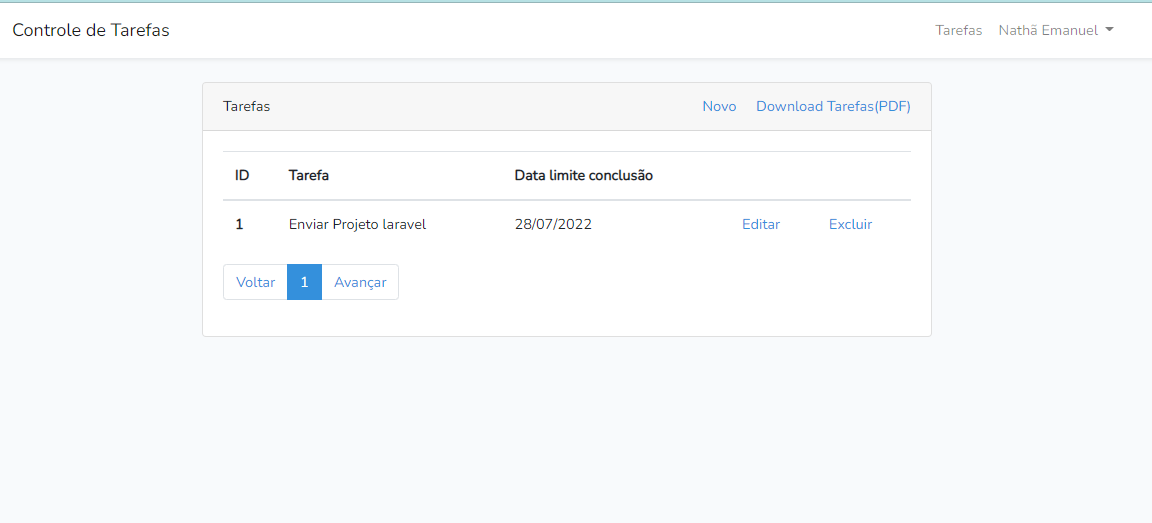 Controle de Tarefas Tarefas Nathã Emanuel
Tarefas Novo Download Tarefas(PDF)
ID Tarefa Data limite conclusão
1 Enviar Projeto laravel 28/07/2022 Editar Excluir
Voltar 1 Avançar